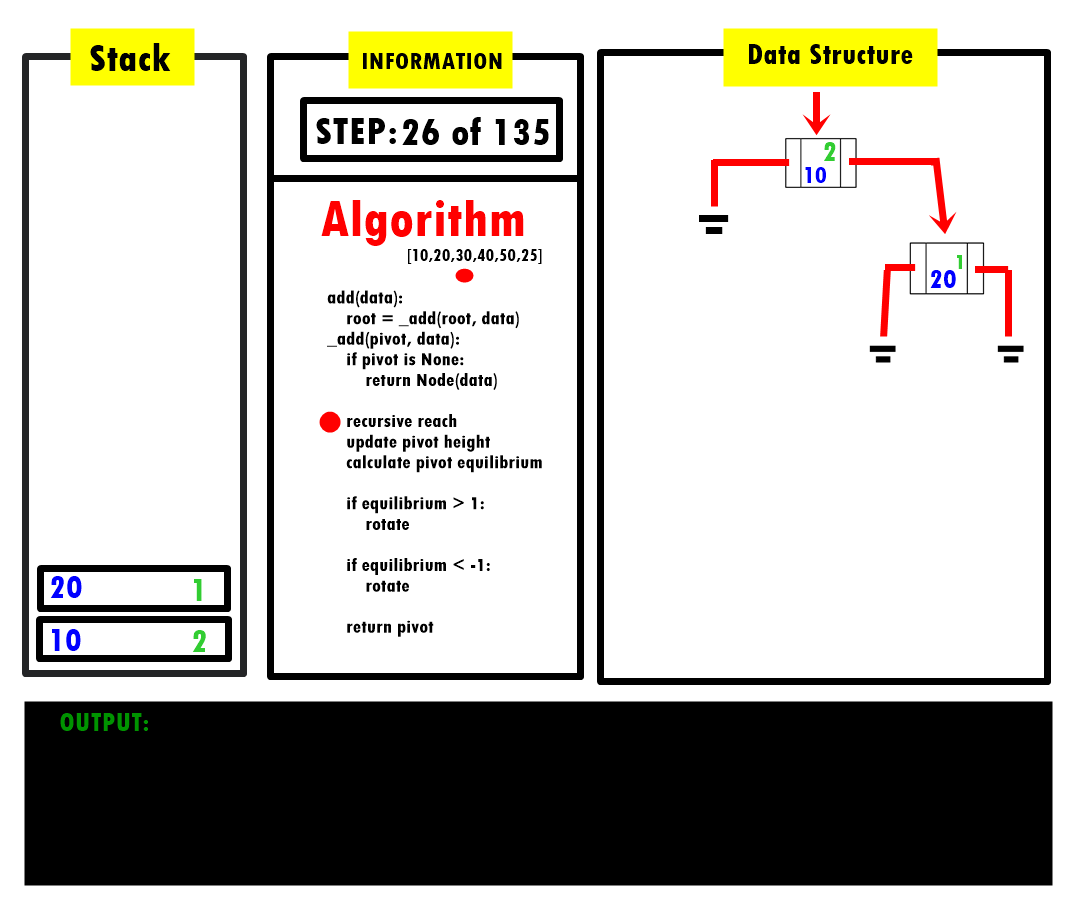 Stack
20 1
10 2
INFORMATION
STEP: 26 of 135
Algorithm
[10,20,30,40,50,25]
add(data):
root = _add(root, data)
_add(pivot, data):
if pivot is None:
return Node(data)
recursive reach
update pivot height
calculate pivot equilibrium
if equilibrium > 1:
rotate
if equilibrium < -1:
rotate
return pivot
Data Structure
2
10
1
20
OUTPUT: